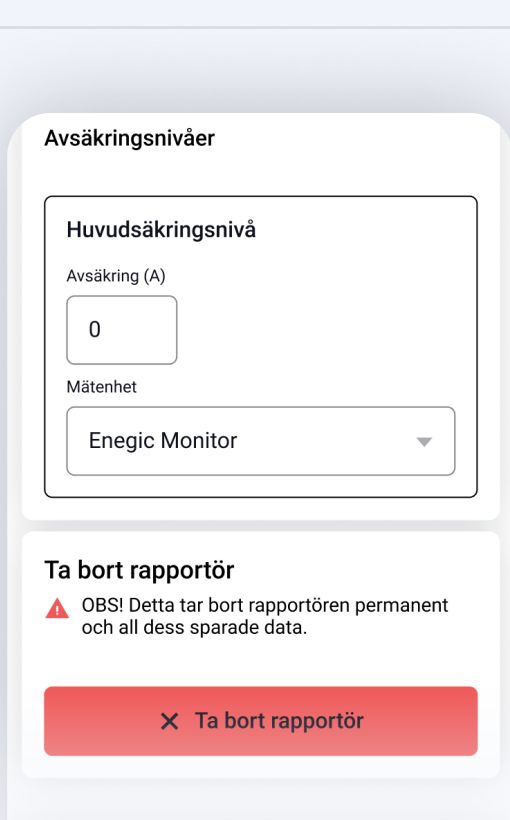 Avsäkringsnivåer
Huvudsäkringsnivå
Avsäkring (A)
0
Mätenhet
Enegic Monitor
Ta bort rapportör
OBS! Detta tar bort rapportören permanent
och all dess sparade data.
Ta bort rapportör